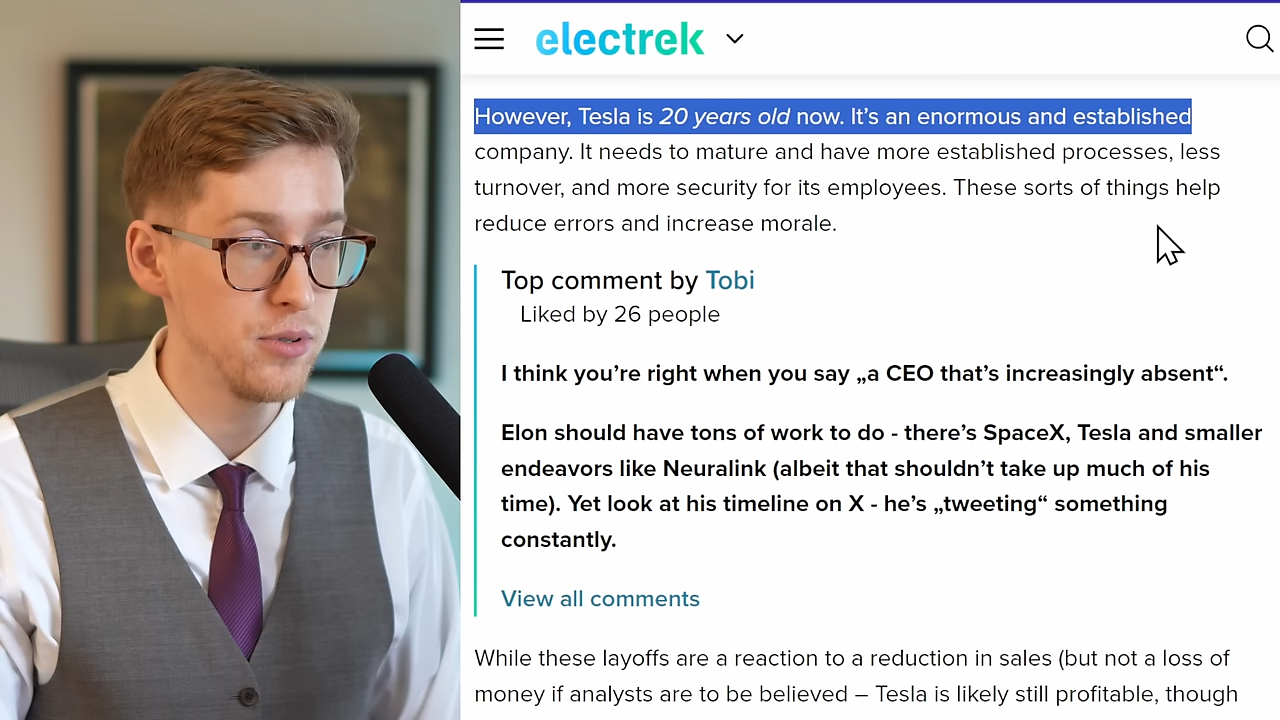 electrek
However, Tesla is 20 years old now. It’s an enormous and established
company. It needs to mature and have more established processes, less
turnover, and more security for its employees. These sorts of things help
reduce errors and increase morale.
Top comment by Tobi
Liked by 26 people
I think you’re right when you say „a CEO that’s increasingly absent“.
Elon should have tons of work to do - there’s SpaceX, Tesla and smaller
endeavors like Neuralink (albeit that shouldn’t take up much of his
time). Yet look at his timeline on X - he’s „tweeting“ something
constantly.
View all comments
While these layoffs are a reaction to a reduction in sales (but not a loss of
money if analysts are to be believed – Tesla is likely still profitable, though